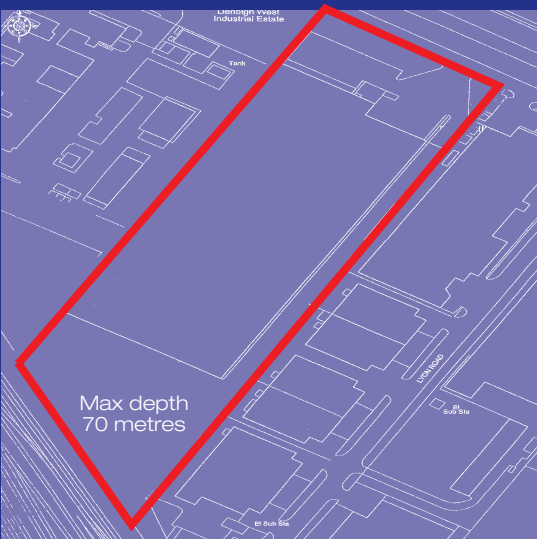 Denbigh West
Industrial Estate
Tank
LYON ROAD
El
Sub Sta
Max depth
70 metres
El Sub Sta